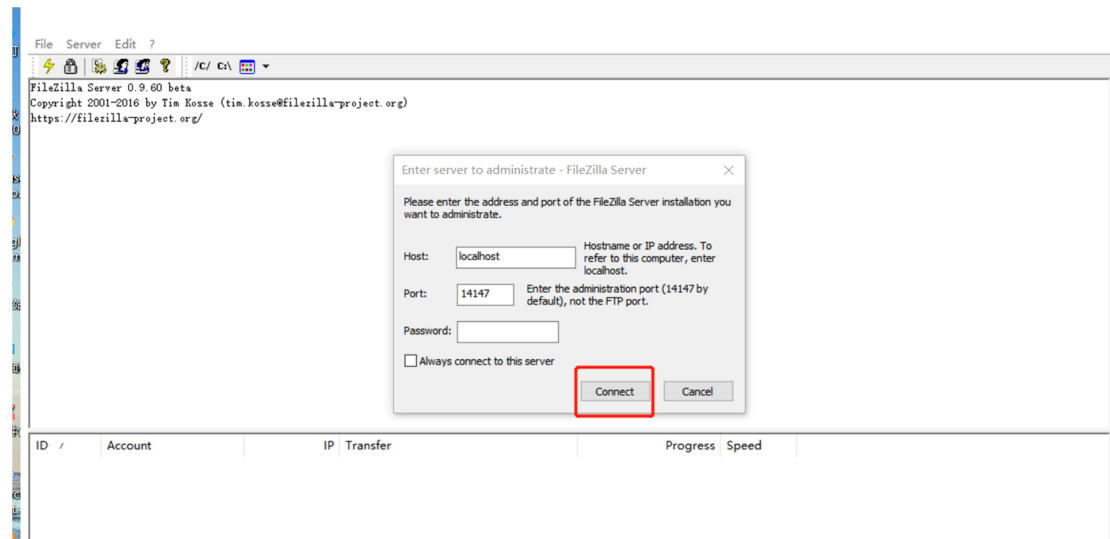 File Server Edit ?
/C/ C:\
FileZilla Server 0.9.60 beta
Copyright 2001-2016 by Tim Kosse (tim.kosse@filezilla-project.org)
https://filezilla-project.org/
Enter server to administrate - FileZilla Server
Please enter the address and port of the FileZilla Server installation you
want to administrate.
Host:
localhost
Hostname or IP address. To
refer to this computer, enter
localhost.
Port:
14147
Enter the administration port (14147 by
default), not the FTP port.
Password:
Always connect to this server
Connect
Cancel
ID / Account IP Transfer Progress Speed